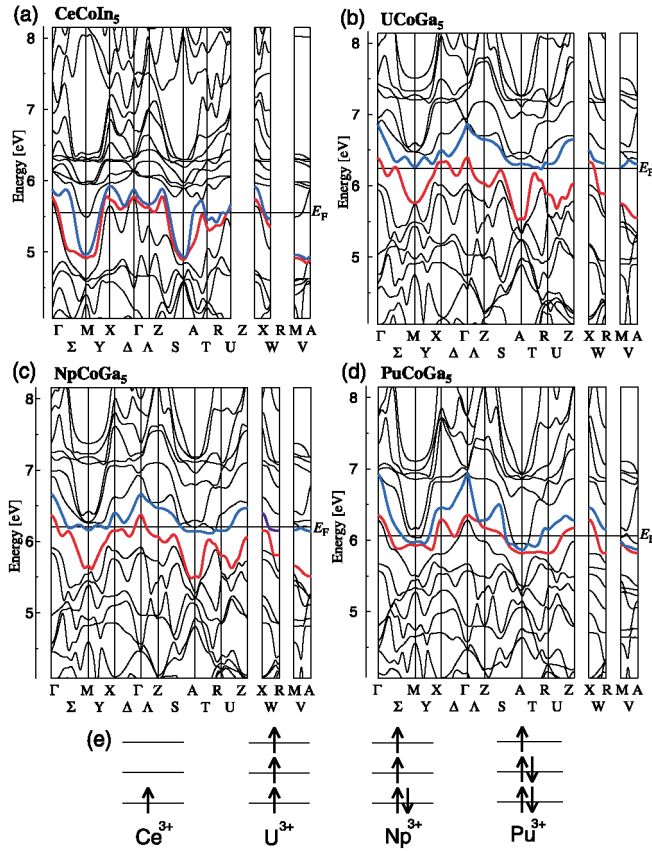 (a) CeCoIn5
Energy [eV]
8
7
6
5
EF
Γ M X Γ Z A R Z X R M A
Σ Y Δ Λ S T U W V
(b) UCoGa5
Energy [eV]
8
7
6
5
EF
Γ M X Γ Z A R Z X R M A
Σ Y Δ Λ S T U W V
(c) NpCoGa5
Energy [eV]
8
7
6
5
EF
Γ M X Γ Z A R Z X R M A
Σ Y Δ Λ S T U W V
(d) PuCoGa5
Energy [eV]
8
7
6
5
EF
Γ M X Γ Z A R Z X R M A
Σ Y Δ Λ S T U W V
(e)
Ce3+ U3+ Np3+ Pu3+